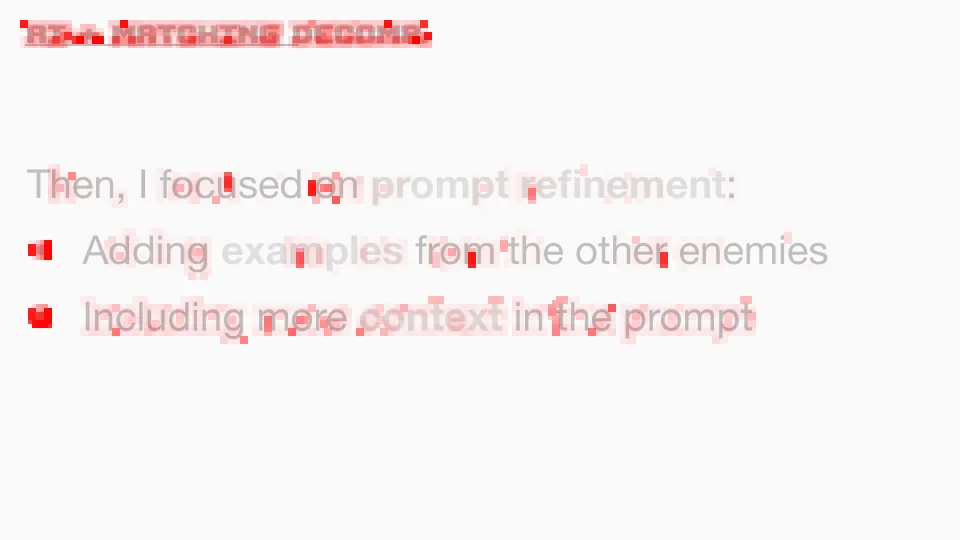 AI + MATCHING DECOMP.
Then, I focused on prompt refinement:
Adding examples from the other enemies
Including more context in the prompt